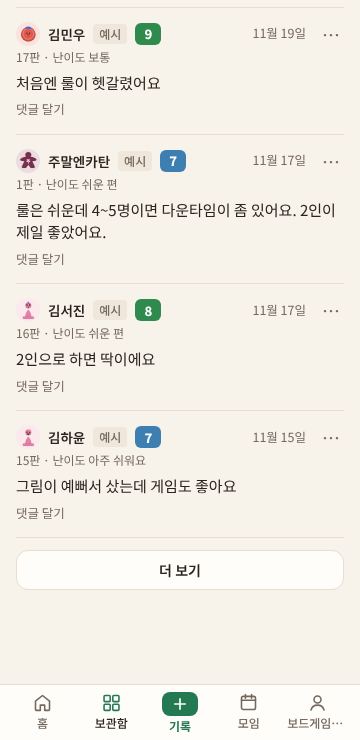 김민우 예시 9 11월 19일 ···
17판 · 난이도 보통
처음엔 룰이 헷갈렸어요
댓글 달기
주말엔카탄 예시 7 11월 17일 ···
1판 · 난이도 쉬운 편
룰은 쉬운데 4~5명이면 다운타임이 좀 있어요. 2인이
제일 좋았어요.
댓글 달기
김서진 예시 8 11월 17일 ···
16판 · 난이도 쉬운 편
2인으로 하면 딱이에요
댓글 달기
김하윤 예시 7 11월 15일 ···
15판 · 난이도 아주 쉬워요
그림이 예뻐서 샀는데 게임도 좋아요
댓글 달기
더 보기
홈 보관함 기록 모임 보드게임…